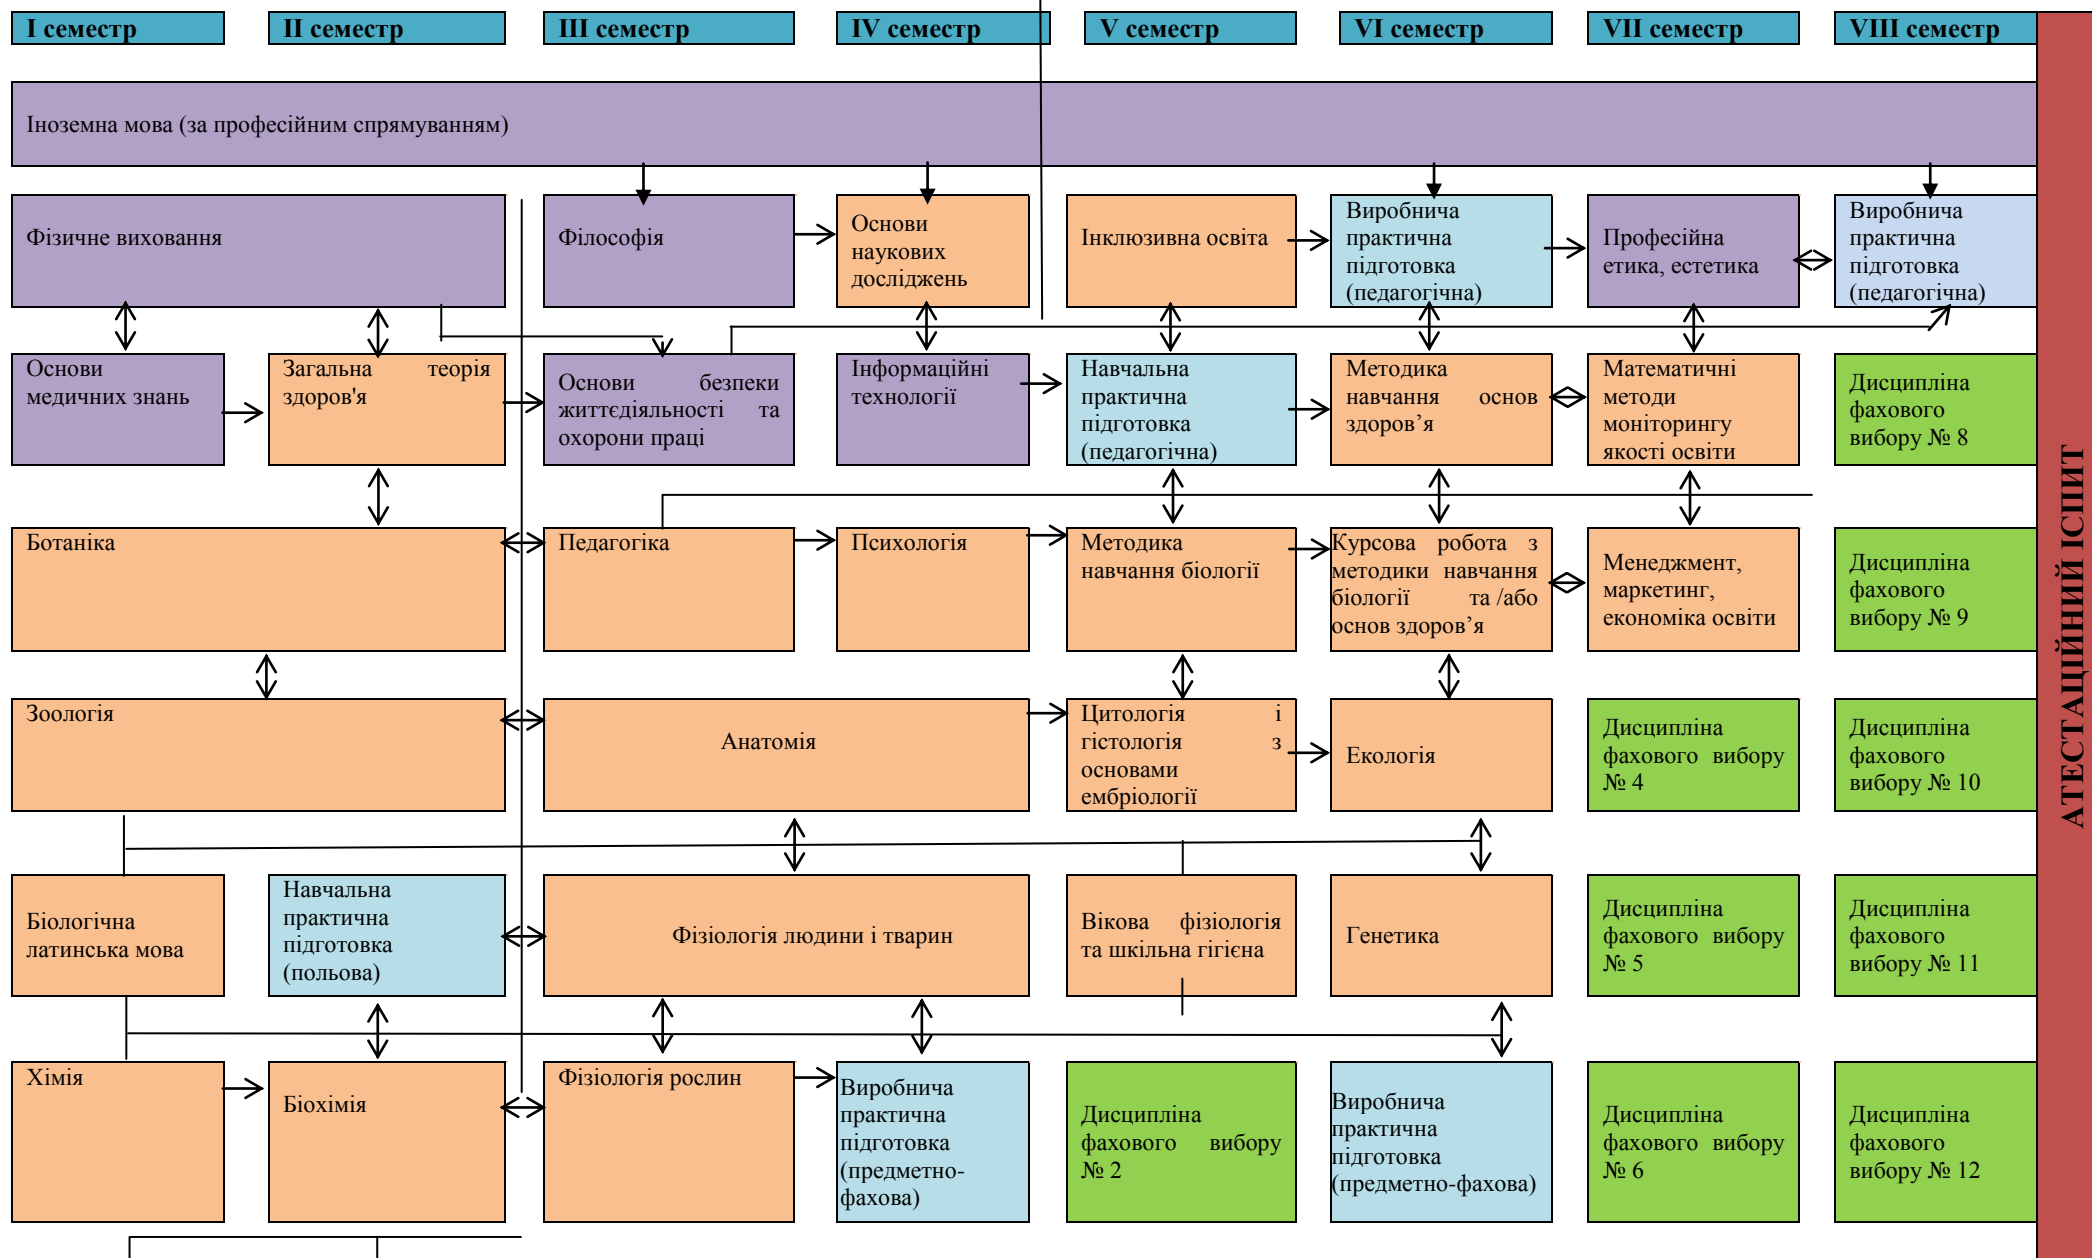 I семестр
II семестр
III семестр
IV семестр
V семестр
VI семестр
VII семестр
VIII семестр
Іноземна мова (за професійним спрямуванням)
Фізичне виховання
Філософія
Основи
наукових
досліджень
Інклюзивна освіта
Виробнича
практична
підготовка
(педагогічна)
Професійна
етика, естетика
Виробнича
практична
підготовка
(педагогічна)
Основи
медичних знань
Загальна теорія
здоров'я
Основи безпеки
життєдіяльності та
охорони праці
Інформаційні
технології
Навчальна
практична
підготовка
(педагогічна)
Методика
навчання основ
здоров’я
Математичні
методи
моніторингу
якості освіти
Дисципліна
фахового
вибору № 8
Ботаніка
Педагогіка
Психологія
Методика
навчання біології
Курсова робота з
методики навчання
біології та /або
основ здоров’я
Менеджмент,
маркетинг,
економіка освіти
Дисципліна
фахового
вибору № 9
Зоологія
Анатомія
Цитологія і
гістологія з
основами
ембріології
Екологія
Дисципліна
фахового вибору
№ 4
Дисципліна
фахового
вибору № 10
Біологічна
латинська мова
Навчальна
практична
підготовка
(польова)
Фізіологія людини і тварин
Вікова фізіологія
та шкільна гігієна
Генетика
Дисципліна
фахового вибору
№ 5
Дисципліна
фахового
вибору № 11
Хімія
Біохімія
Фізіологія рослин
Виробнича
практична
підготовка
(предметно-
фахова)
Дисципліна
фахового вибору
№ 2
Виробнича
практична
підготовка
(предметно-фахова)
Дисципліна
фахового вибору
№ 6
Дисципліна
фахового
вибору № 12
АТЕСТАЦІЙНИЙ ІСПИТ